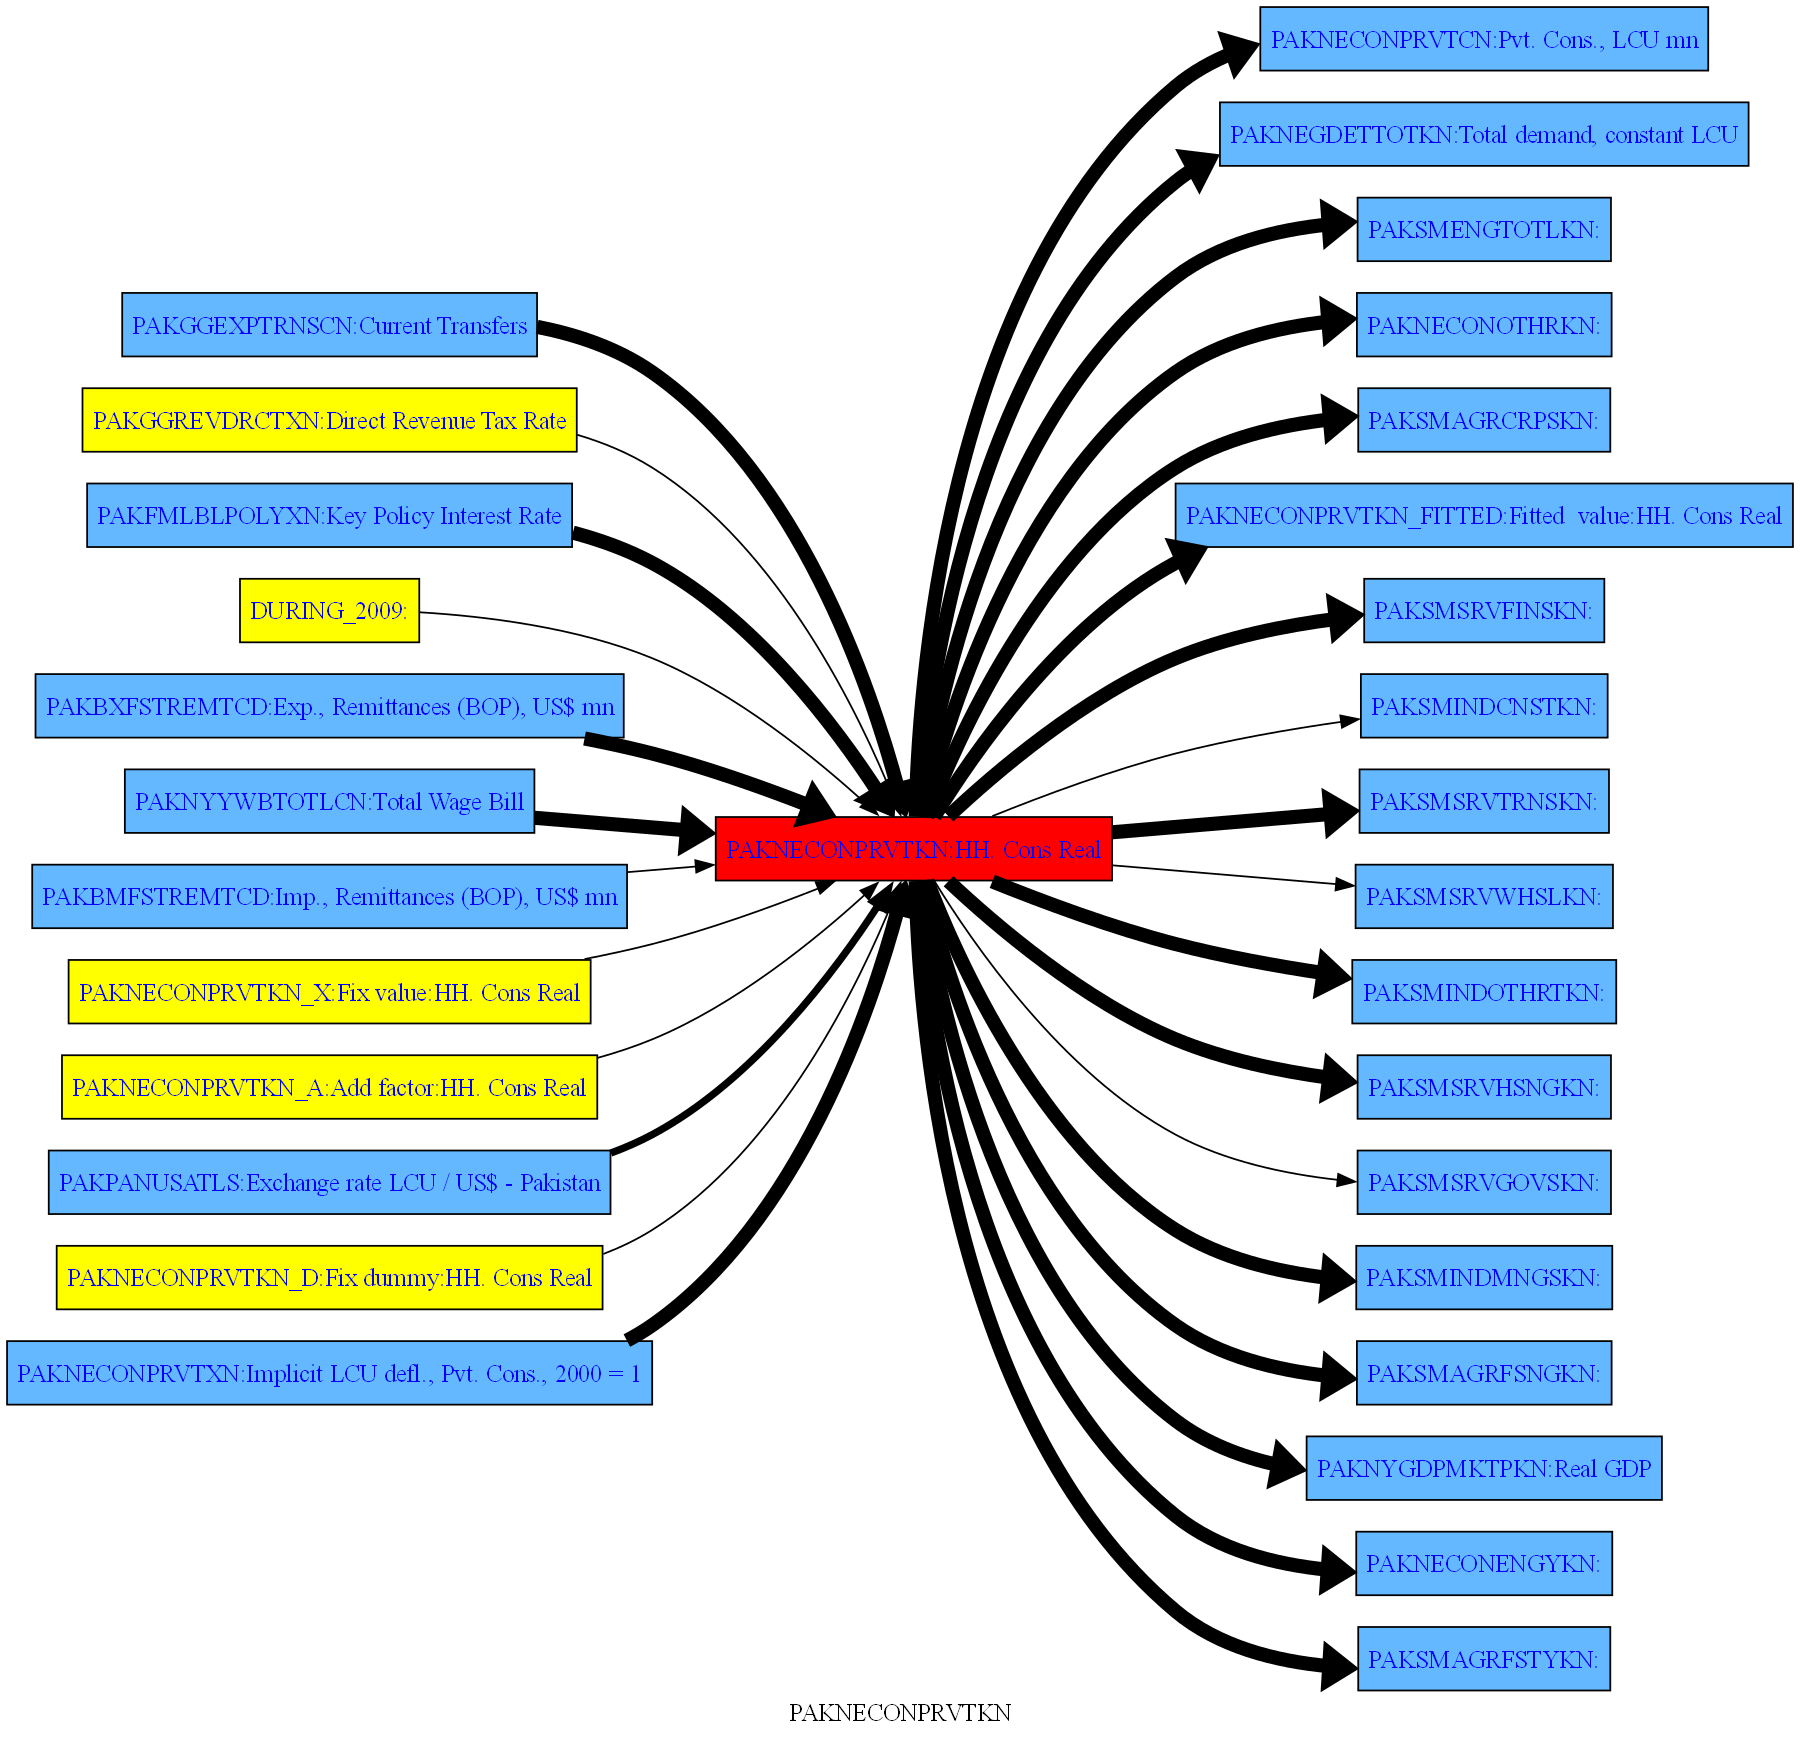 PAKNECONPRVTCN:Pvt. Cons., LCU mn
PAKNEGDETTOTKN:Total demand, constant LCU
PAKSMENGTOTLKN:
PAKGGEXPTRNSCN:Current Transfers
PAKNECONOTHRKN:
PAKGGREVDRCTXN:Direct Revenue Tax Rate
PAKSMAGRCRPSKN:
PAKFMLBLPOLYXN:Key Policy Interest Rate
PAKNECONPRVTKN_FITTED:Fitted  value:HH. Cons Real
DURING_2009:
PAKSMSRVFINSKN:
PAKBXFSTREMTCD:Exp., Remittances (BOP), US$ mn
PAKSMINDCNSTKN:
PAKNYYWBTOTLCN:Total Wage Bill
PAKSMSRVTRNSKN:
PAKNECONPRVTKN:HH. Cons Real
PAKBMFSTREMTCD:Imp., Remittances (BOP), US$ mn
PAKSMSRVWHSLKN:
PAKNECONPRVTKN_X:Fix value:HH. Cons Real
PAKSMINDOTHRTKN:
PAKNECONPRVTKN_A:Add factor:HH. Cons Real
PAKSMSRVHSNGKN:
PAKPANUSATLS:Exchange rate LCU / US$ - Pakistan
PAKSMSRVGOVSKN:
PAKNECONPRVTKN_D:Fix dummy:HH. Cons Real
PAKSMINDMNGSKN:
PAKNECONPRVTXN:Implicit LCU defl., Pvt. Cons., 2000 = 1
PAKSMAGRFSNGKN:
PAKNYGDPMKTPKN:Real GDP
PAKNECONENGYKN:
PAKSMAGRFSTYKN:
PAKNECONPRVTKN